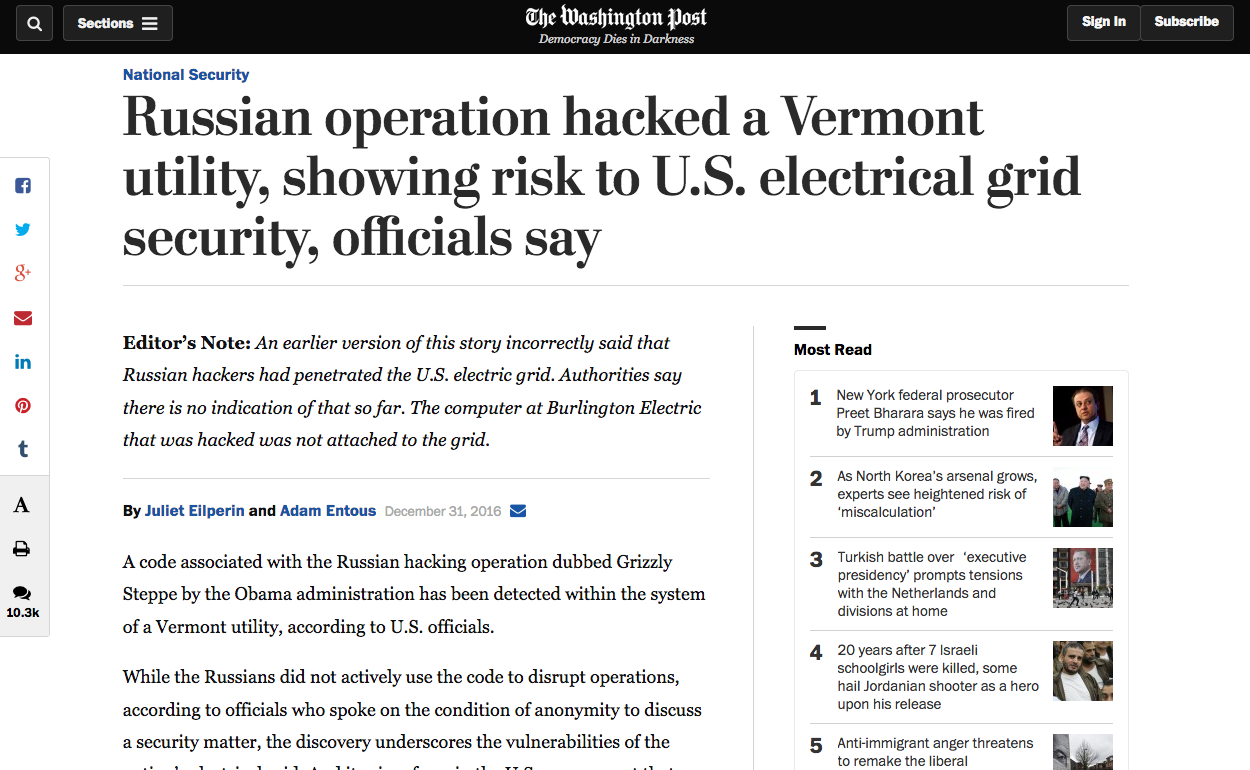 Sections
The Washington Post
Democracy Dies in Darkness
Sign In
Subscribe
National Security
Russian operation hacked a Vermont
utility, showing risk to U.S. electrical grid
security, officials say
Editor’s Note: An earlier version of this story incorrectly said that
Russian hackers had penetrated the U.S. electric grid. Authorities say
there is no indication of that so far. The computer at Burlington Electric
that was hacked was not attached to the grid.
By Juliet Eilperin and Adam Entous December 31, 2016
A code associated with the Russian hacking operation dubbed Grizzly
Steppe by the Obama administration has been detected within the system
of a Vermont utility, according to U.S. officials.
While the Russians did not actively use the code to disrupt operations,
according to officials who spoke on the condition of anonymity to discuss
a security matter, the discovery underscores the vulnerabilities of the
Most Read
1 New York federal prosecutor
Preet Bharara says he was fired
by Trump administration
2 As North Korea’s arsenal grows,
experts see heightened risk of
‘miscalculation’
3 Turkish battle over ‘executive
presidency’ prompts tensions
with the Netherlands and
divisions at home
4 20 years after 7 Israeli
schoolgirls were killed, some
hail Jordanian shooter as a hero
upon his release
5 Anti-immigrant anger threatens
to remake the liberal
g+
in
t
A
10.3k